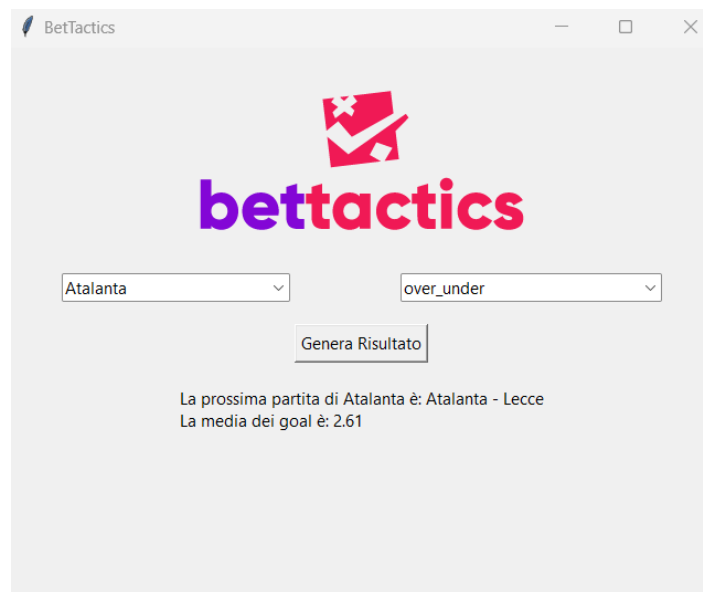 BetTactics
bettactics
Atalanta
over_under
Genera Risultato
La prossima partita di Atalanta è: Atalanta - Lecce
La media dei goal è: 2.61